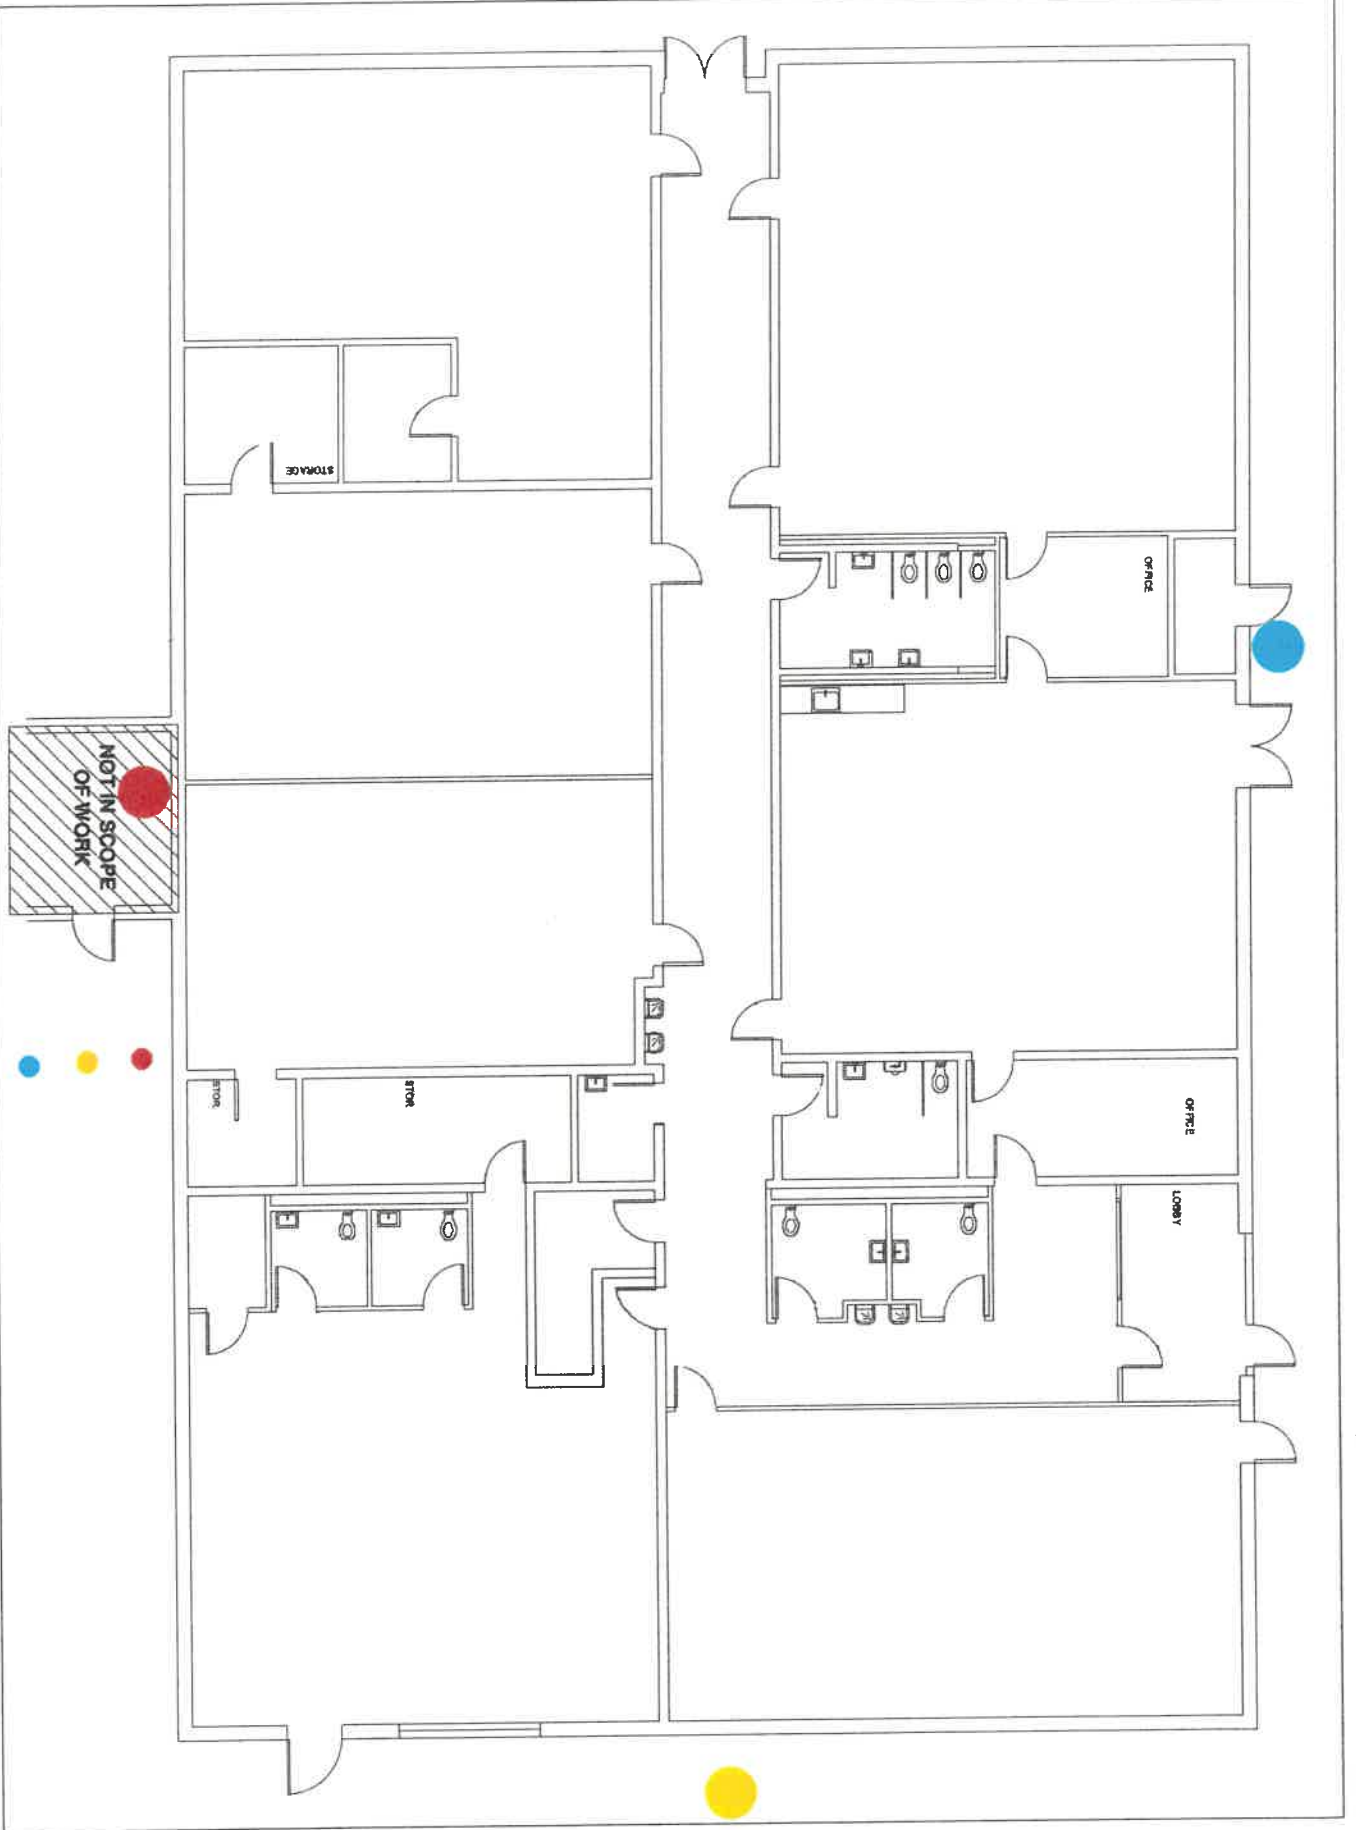 STORAGE
OFFICE
NOT IN SCOPE
OF WORK
STOR.
STOR.
OFFICE
LOBBY